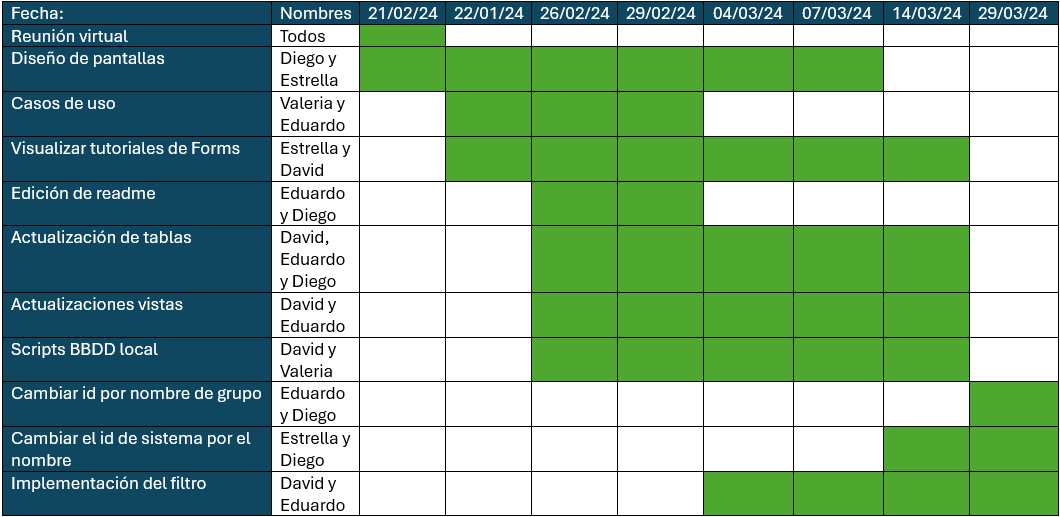 Fecha: Nombres 21/02/24 22/01/24 26/02/24 29/02/24 04/03/24 07/03/24 14/03/24 29/03/24
Reunión virtual Todos
Diseño de pantallas Diego y
Estrella
Casos de uso Valeria y
Eduardo
Visualizar tutoriales de Forms Estrella y
David
Edición de readme Eduardo
y Diego
Actualización de tablas David,
Eduardo
y Diego
Actualizaciones vistas David y
Eduardo
Scripts BBDD local David y
Valeria
Cambiar id por nombre de grupo Eduardo
y Diego
Cambiar el id de sistema por el Estrella y
nombre Diego
Implementación del filtro David y
Eduardo